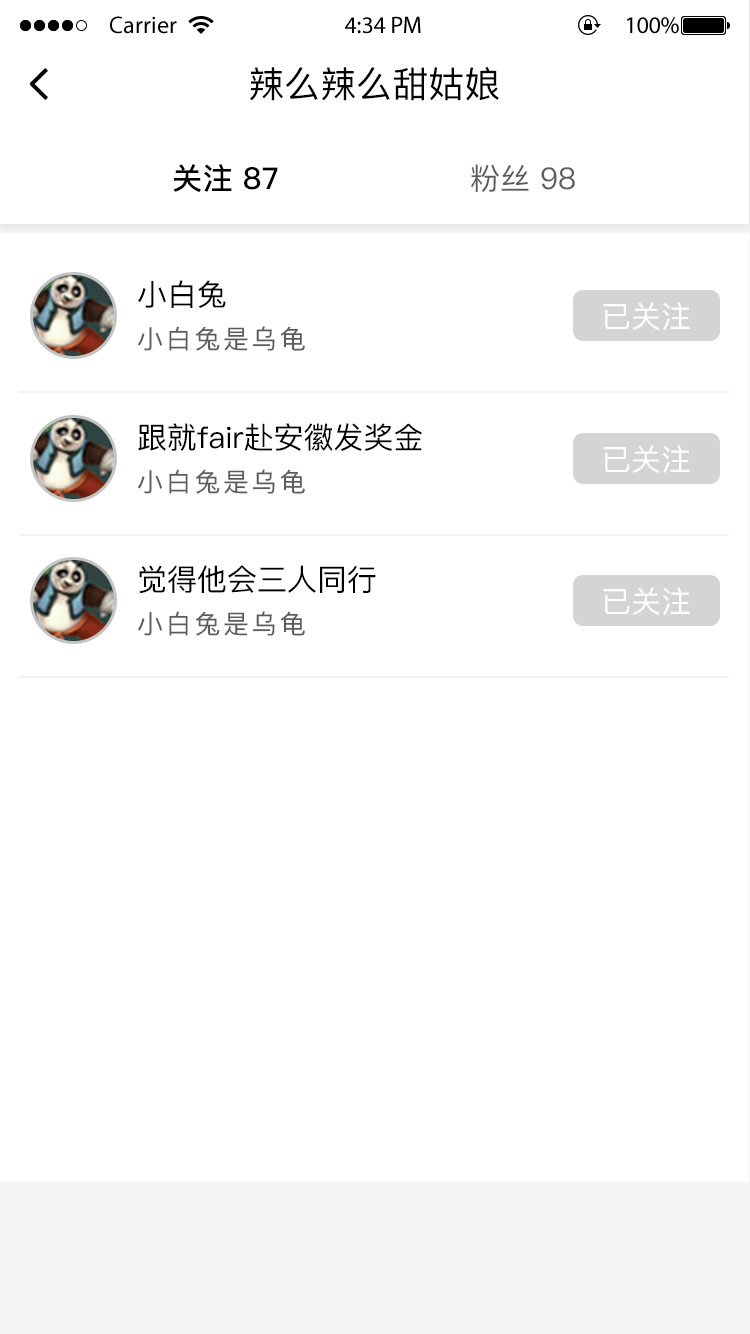 Carrier 4:34 PM 100%
辣么辣么甜姑娘
关注 87 粉丝 98
小白兔
小白兔是乌龟
已关注
跟就fair赴安徽发奖金
小白兔是乌龟
已关注
觉得他会三人同行
小白兔是乌龟
已关注